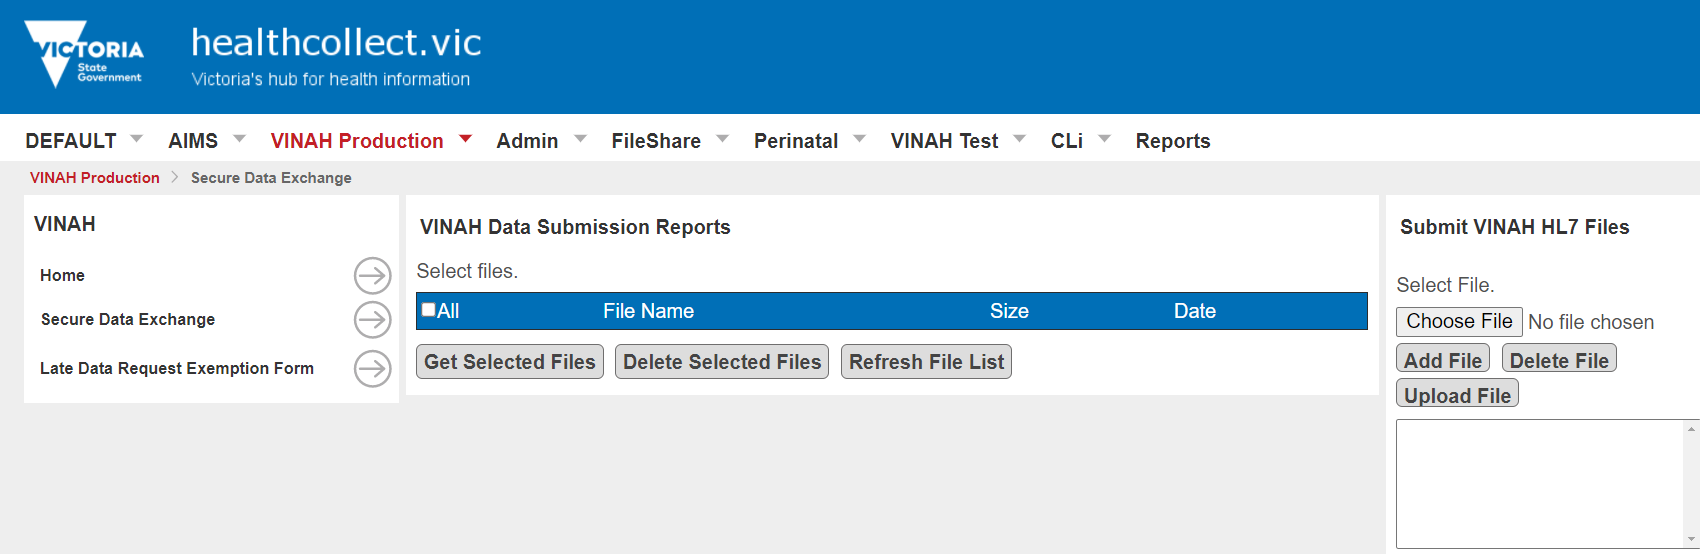 VICTORIA
State
Government
healthcollect.vic
Victoria's hub for health information
DEFAULT AIMS VINAH Production Admin FileShare Perinatal VINAH Test CLi Reports
VINAH Production Secure Data Exchange
VINAH
Home
Secure Data Exchange
Late Data Request Exemption Form
VINAH Data Submission Reports
Select files.
All File Name Size Date
Get Selected Files Delete Selected Files Refresh File List
Submit VINAH HL7 Files
Select File.
Choose File No file chosen
Add File Delete File
Upload File